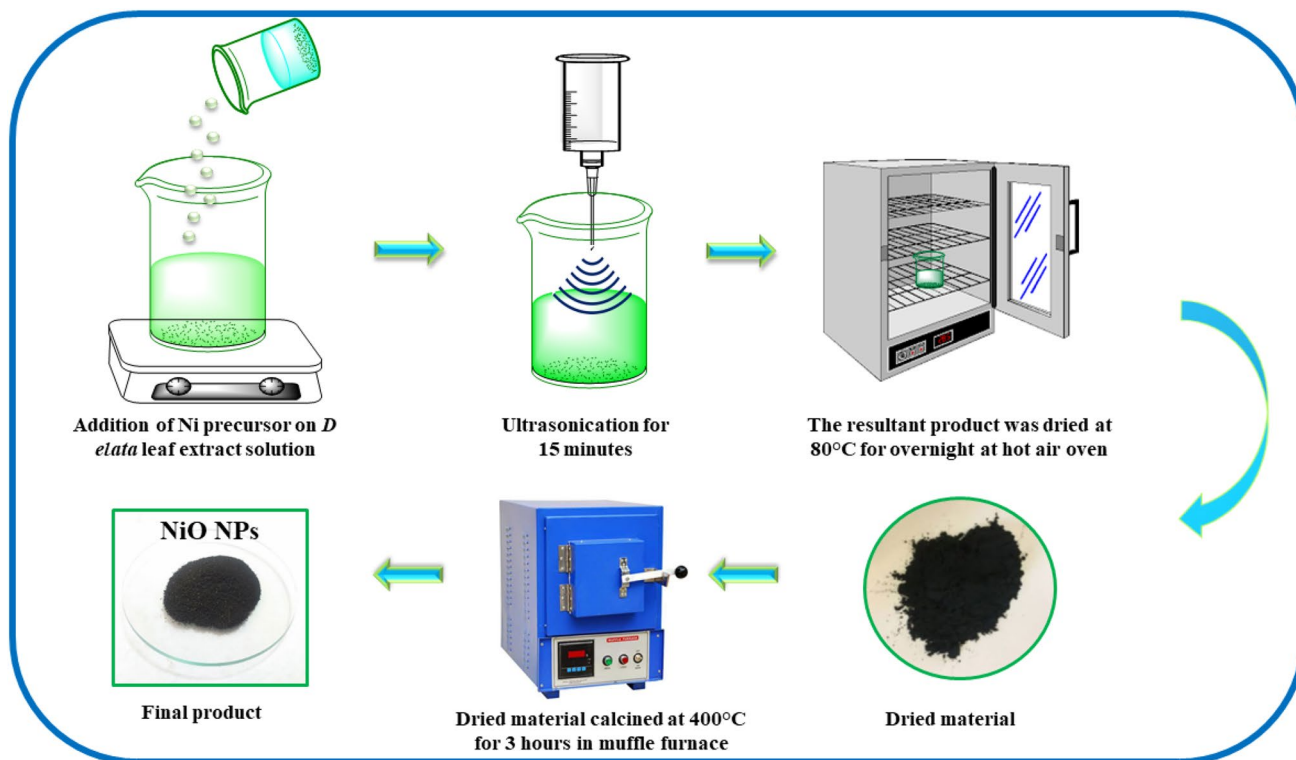 Addition of Ni precursor on D
elata leaf extract solution
Ultrasonication for
15 minutes
The resultant product was dried at
80°C for overnight at hot air oven
NiO NPs
Final product
Dried material calcined at 400°C
for 3 hours in muffle furnace
Dried material